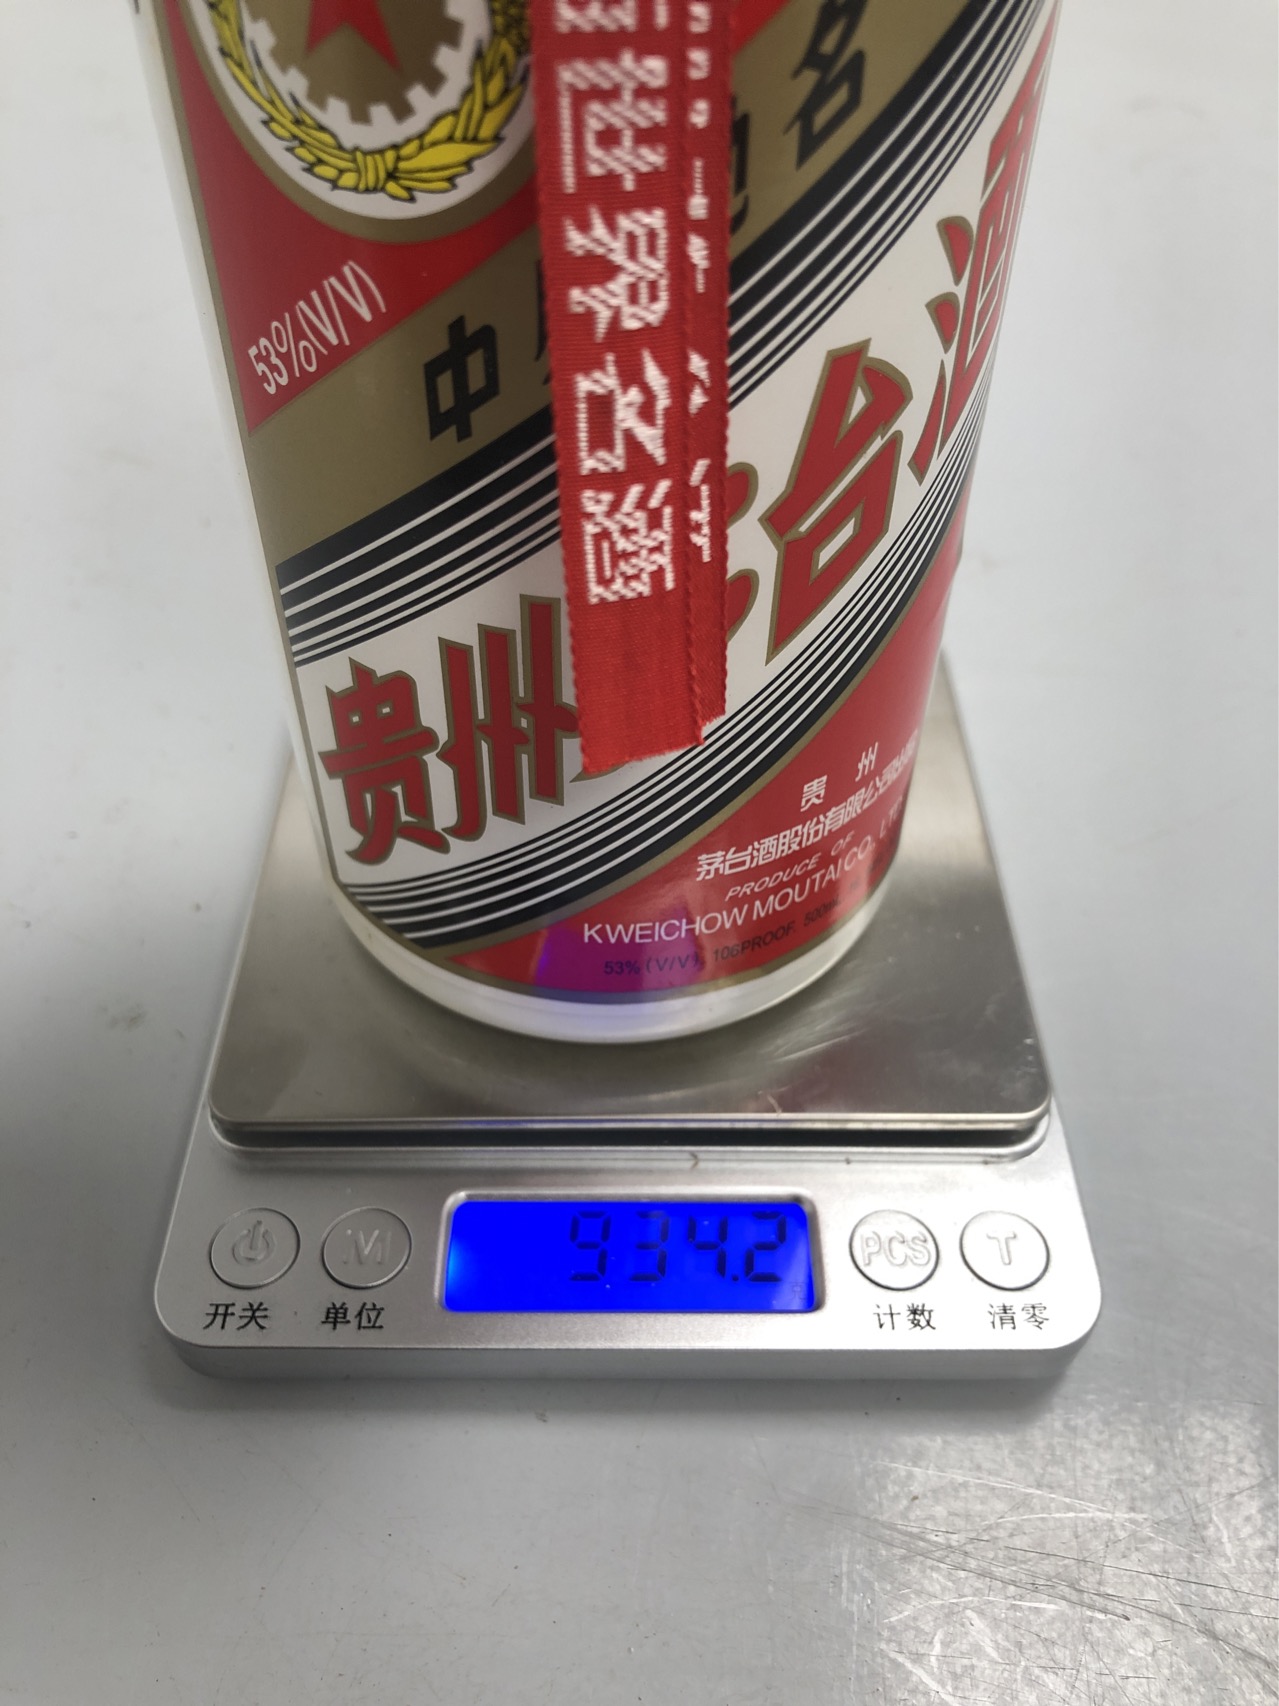 世界名酒
53%(V/V)
中
名
贵州
台酒
贵州
茅台酒股份有限公司出品
PRODUCE OF
KWEICHOW MOUTAI CO., LTD
53% (V/V) 106PROOF 500mL
934.2
M
PCS
T
开关
单位
计数
清零